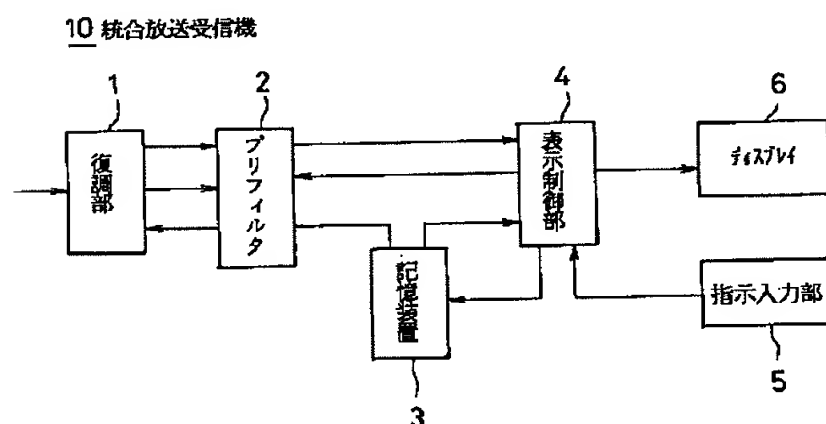 10 統合放送受信機
1
復調部
2
プリフィルタ
4
表示制御部
6
ディスプレイ
記憶装置
3
指示入力部
5